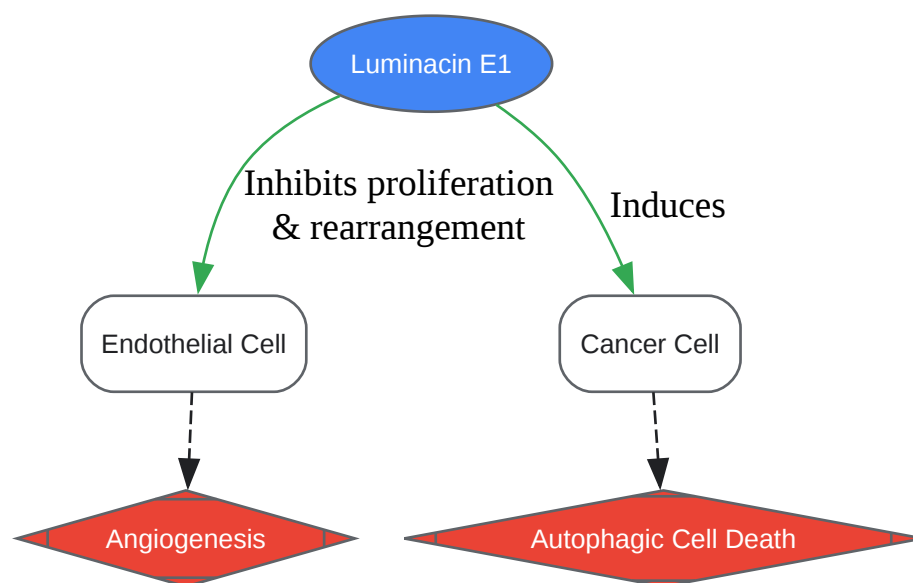 Luminacin E1
Inhibits proliferation
& rearrangement
Induces
Endothelial Cell
Cancer Cell
Angiogenesis
Autophagic Cell Death